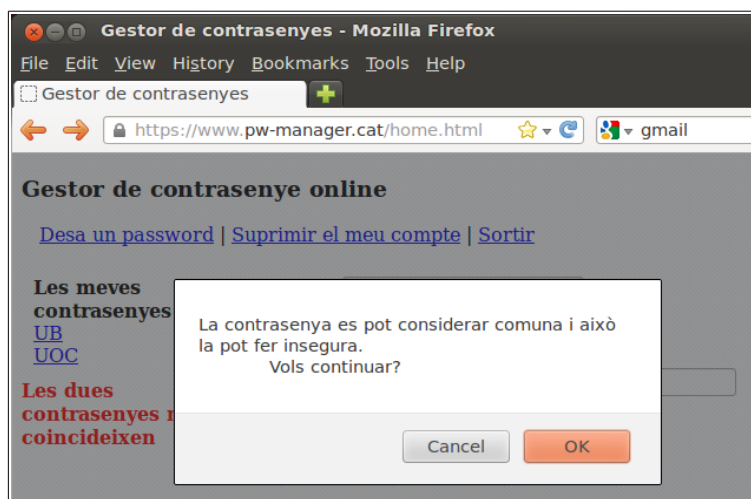 Gestor de contrasenyes - Mozilla Firefox
File Edit View History Bookmarks Tools Help
Gestor de contrasenyes
https://www.pw-manager.cat/home.html gmail
Gestor de contrasenye online
Desa un password | Suprimir el meu compte | Sortir
Les meves
contrasenyes
UB
UOC
Les dues
contrasenyes
coincideixen
La contrasenya es pot considerar comuna i això
la pot fer insegura.
Vols continuar?
Cancel OK